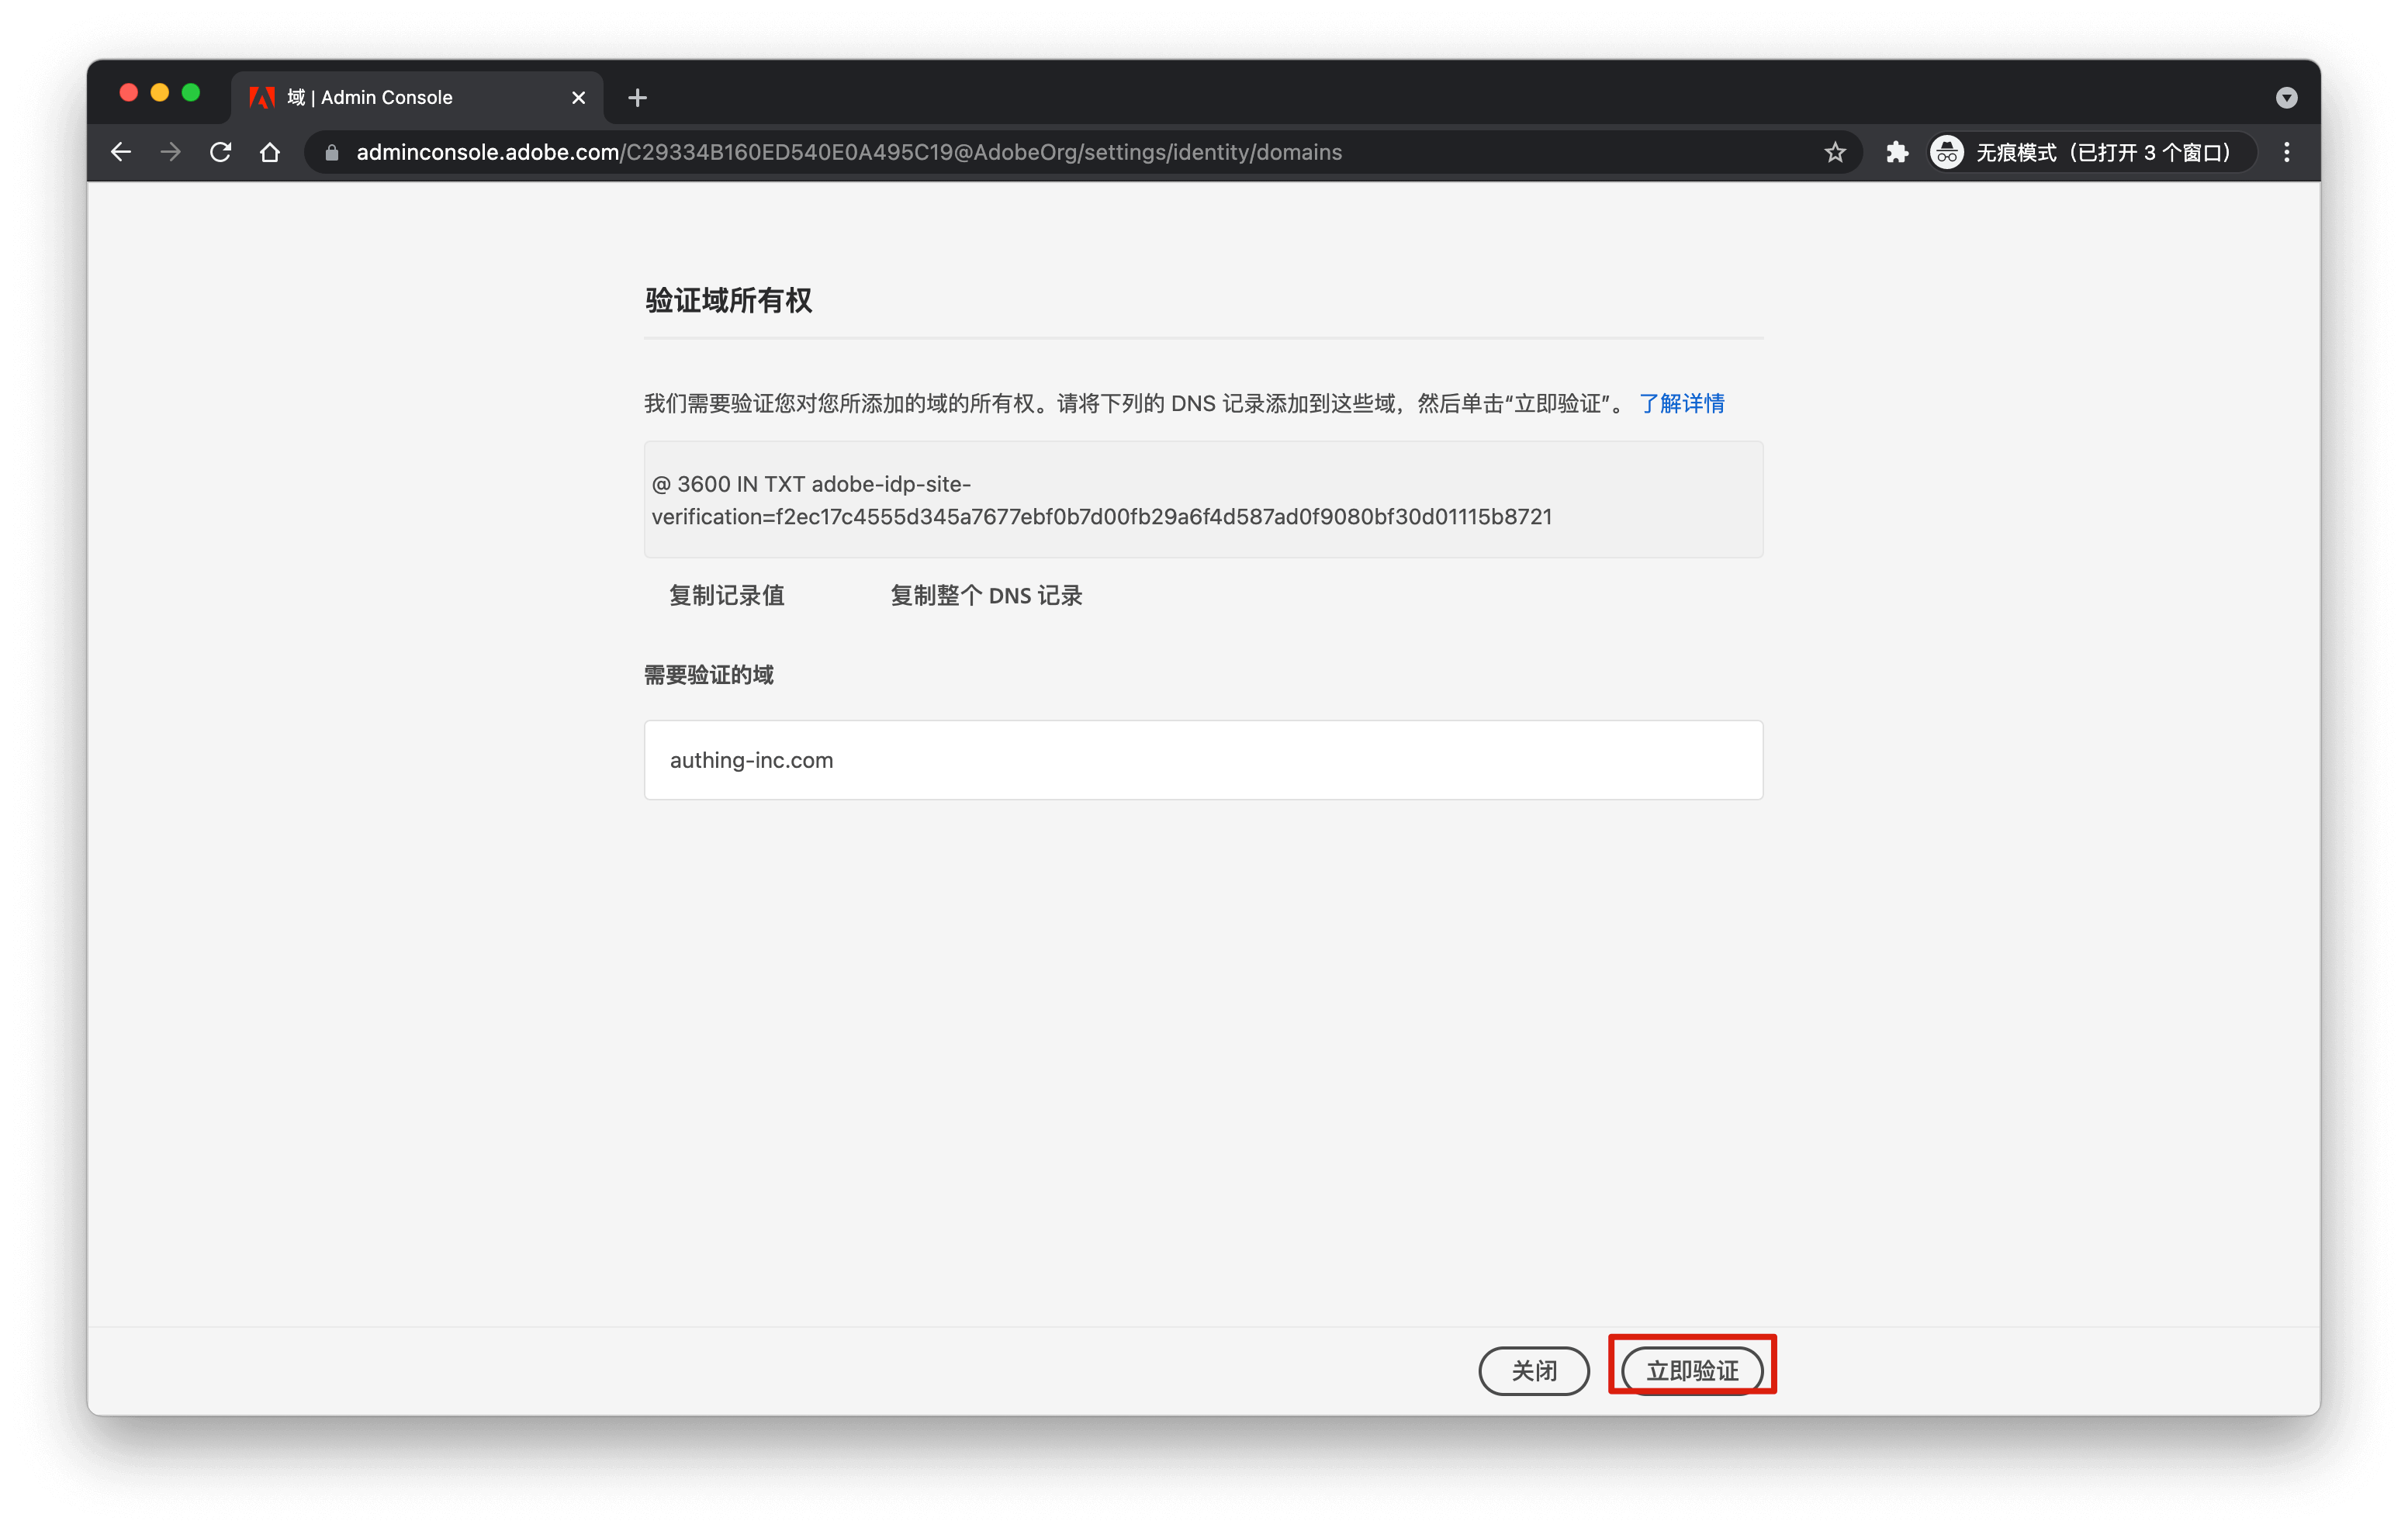 域 | Admin Console
adminconsole.adobe.com/C29334B160ED540E0A495C19@AdobeOrg/settings/identity/domains
无痕模式（已打开 3 个窗口）
验证域所有权
我们需要验证您对您所添加的域的所有权。请将下列的 DNS 记录添加到这些域，然后单击“立即验证”。 了解详情
@ 3600 IN TXT adobe-idp-site-
verification=f2ec17c4555d345a7677ebf0b7d00fb29a6f4d587ad0f9080bf30d01115b8721
复制记录值 复制整个 DNS 记录
需要验证的域
authing-inc.com
关闭 立即验证